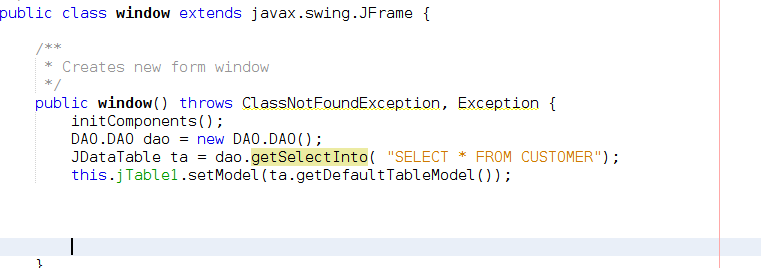 public class window extends javax.swing.JFrame {
/**
* Creates new form window
*/
public window() throws ClassNotFoundException, Exception {
initComponents();
DAO.DAO dao = new DAO.DAO();
JDataTable ta = dao.getSelectInto( "SELECT * FROM CUSTOMER");
this.jTable1.setModel(ta.getDefaultTableModel());
}